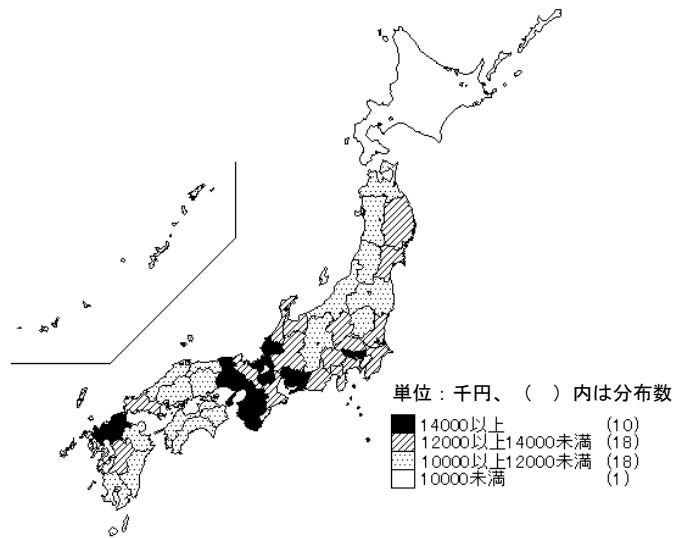 単位：千円、（　）内は分布数
14000以上 (10)
12000以上14000未満 (18)
10000以上12000未満 (18)
10000未満 (1)